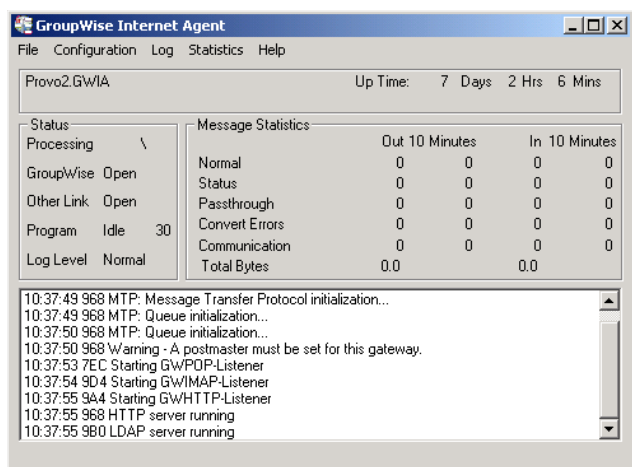 GroupWise Internet Agent
File Configuration Log Statistics Help
Provo2.GWIA Up Time: 7 Days 2 Hrs 6 Mins
Status
Processing \
GroupWise Open
Other Link Open
Program Idle 30
Log Level Normal
Message Statistics
Out 10 Minutes In 10 Minutes
Normal 0 0 0 0
Status 0 0 0 0
Passthrough 0 0 0 0
Convert Errors 0 0 0 0
Communication 0 0 0 0
Total Bytes 0.0 0.0
10:37:49 968 MTP: Message Transfer Protocol initialization...
10:37:49 968 MTP: Queue initialization...
10:37:50 968 MTP: Queue initialization...
10:37:50 968 Warning - A postmaster must be set for this gateway.
10:37:53 7EC Starting GWPOP-Listener
10:37:54 9D4 Starting GWIMAP-Listener
10:37:55 9A4 Starting GWHTTP-Listener
10:37:55 968 HTTP server running
10:37:55 9B0 LDAP server running